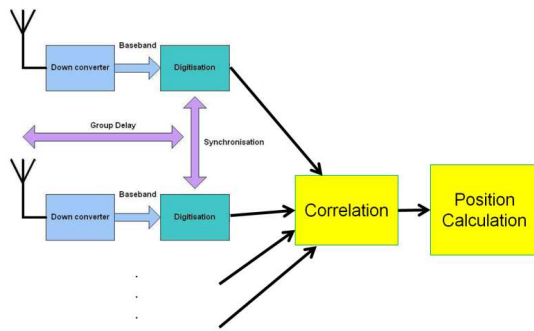 Baseband
Down converter
Digitisation
Group Delay
Synchronisation
Baseband
Down converter
Digitisation
Correlation
Position
Calculation